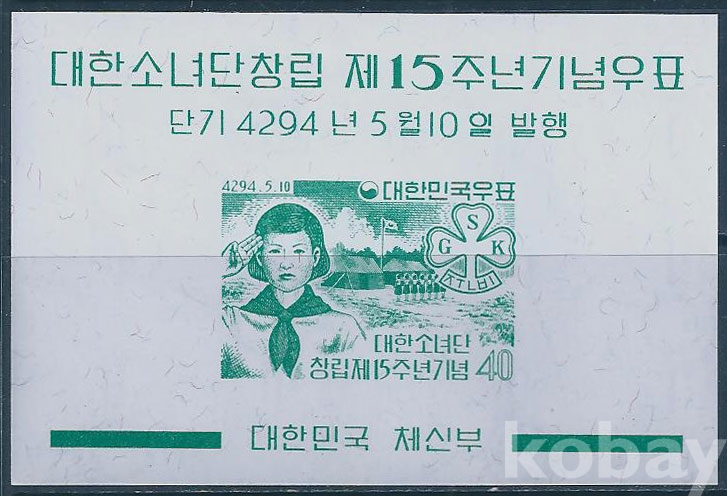 대한소녀단창립 제15주년기념우표
단기 4294 년 5 월 10 일 발행
4294.5.10 대한민국우표
S
G K
대한소녀단
창립제15주년기념 40
대한민국 체신부
kobay